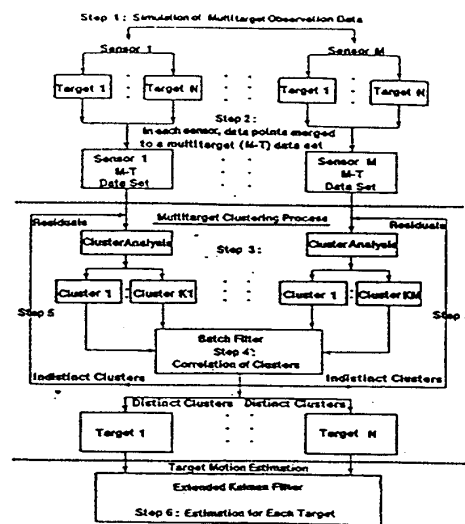 Step 1: Simulation of Multitarget Observation Data
Sensor 1 Sensor M
Target 1 Target N Target 1 Target N
Step 2:
In each sensor, data points merged
to a multitarget (M-T) data set
Sensor 1 Sensor M
M-T M-T
Data Set Data Set
Residuals Multitarget Clustering Process Residuals
Cluster Analysis Step 3: Cluster Analysis
Cluster 1 Cluster K1 Cluster 1 Cluster KM
Step 5 Step
Batch Filter
Step 4:
Correlation of Clusters
Indistinct Clusters Indistinct Clusters
Distinct Clusters Distinct Clusters
Target 1 Target N
Target Motion Estimation
Extended Kalman Filter
Step 6: Estimation for Each Target